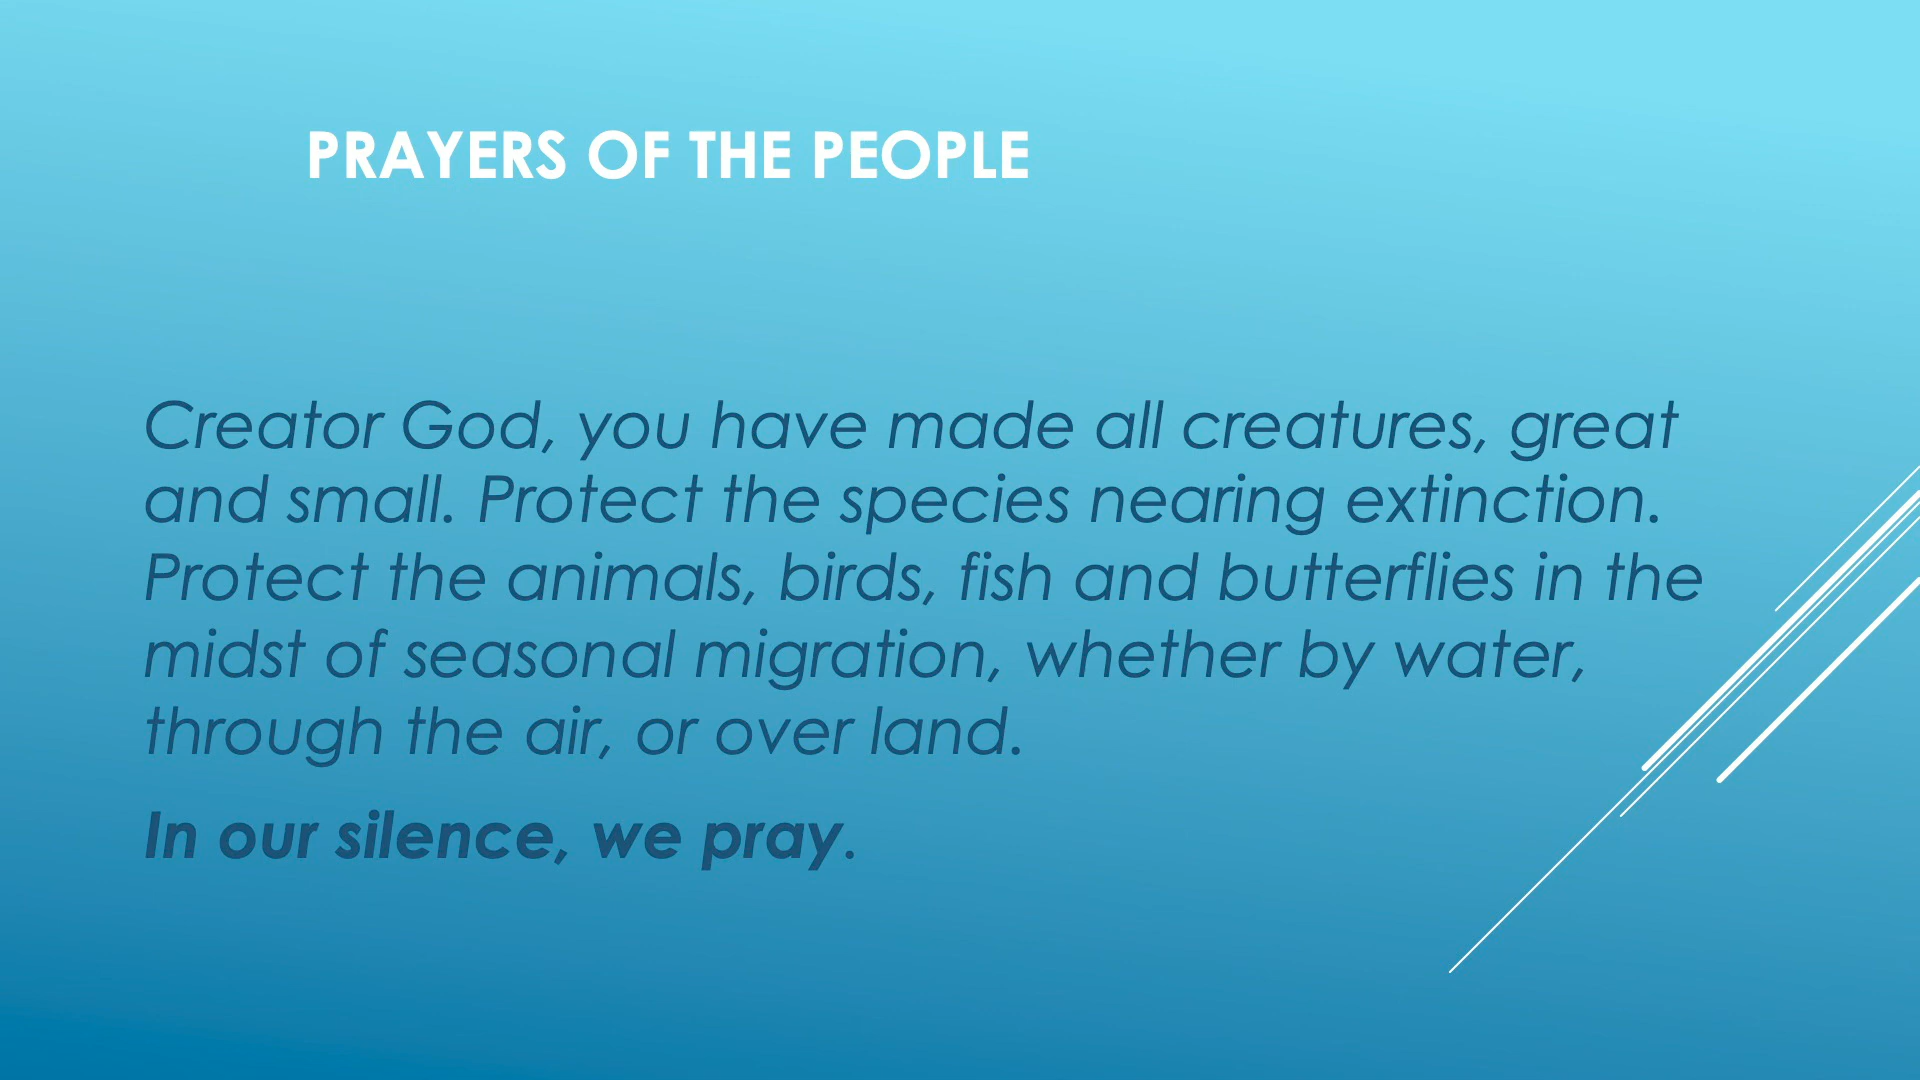 PRAYERS OF THE PEOPLE
Creator God, you have made all creatures, great
and small. Protect the species nearing extinction.
Protect the animals, birds, fish and butterflies in the
midst of seasonal migration, whether by water,
through the air, or over land.
In our silence, we pray.